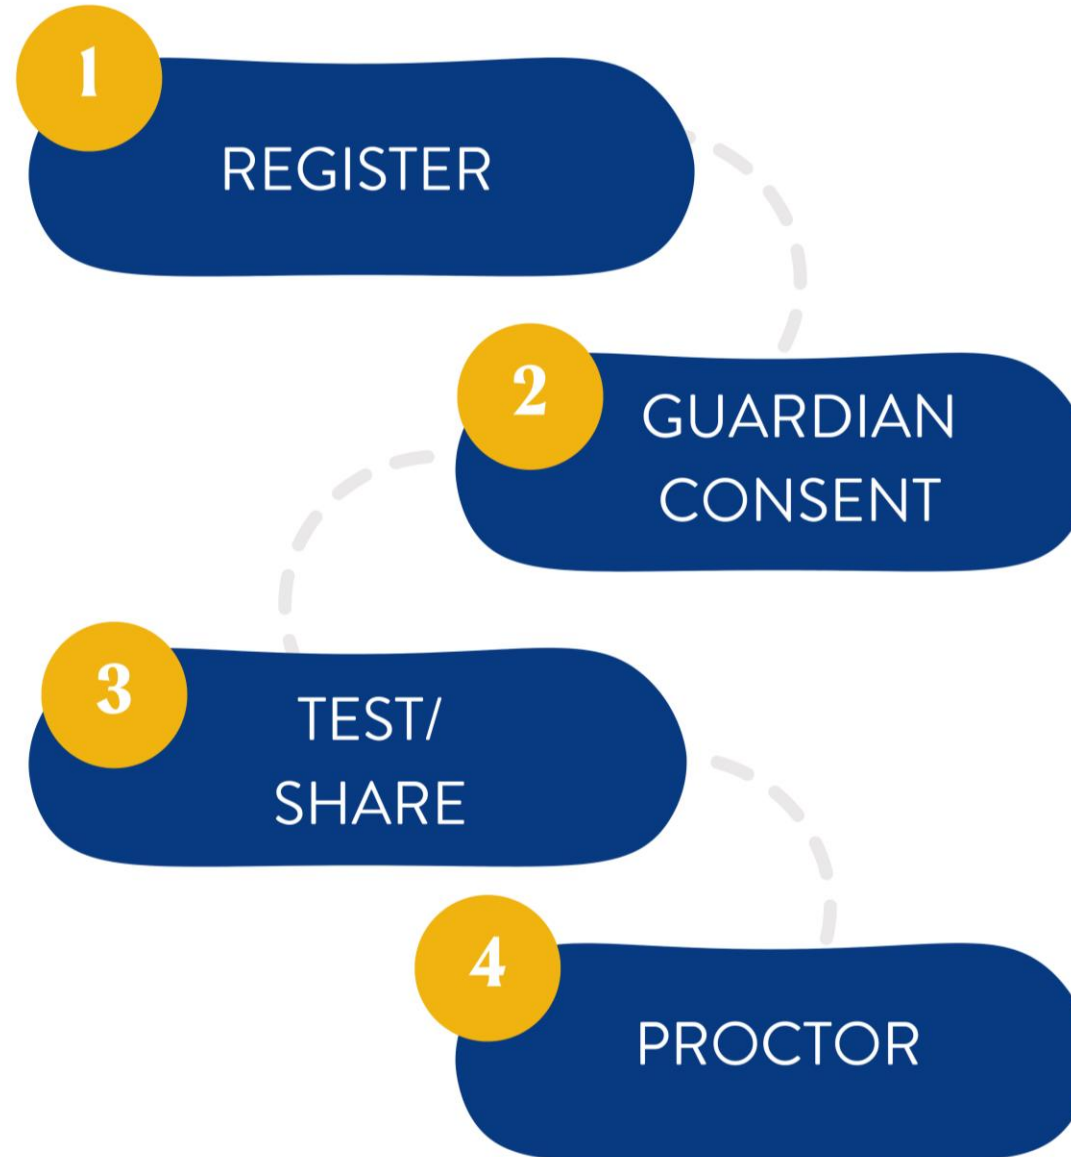 1
REGISTER
2
GUARDIAN
CONSENT
3
TEST/
SHARE
4
PROCTOR